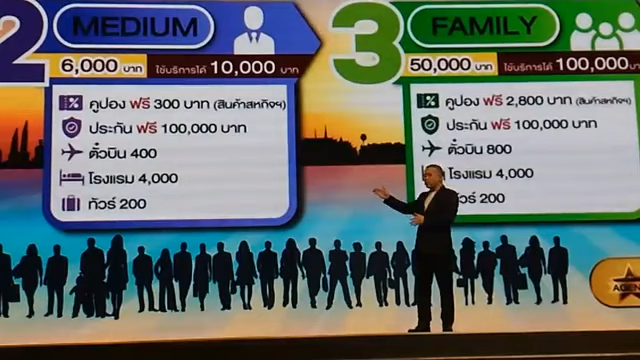 2 MEDIUM
6,000 บาท ใช้บริการได้ 10,000 บาท
คูปอง ฟรี 300 บาท (สินค้าสหกิจฯ)
ประกัน ฟรี 100,000 บาท
ตั๋วบิน 400
โรงแรม 4,000
ทัวร์ 200
3 FAMILY
50,000 บาท ใช้บริการได้ 100,000 บาท
คูปอง ฟรี 2,800 บาท (สินค้าสหกิจฯ)
ประกัน ฟรี 100,000 บาท
ตั๋วบิน 800
โรงแรม 4,000
ทัวร์ 200